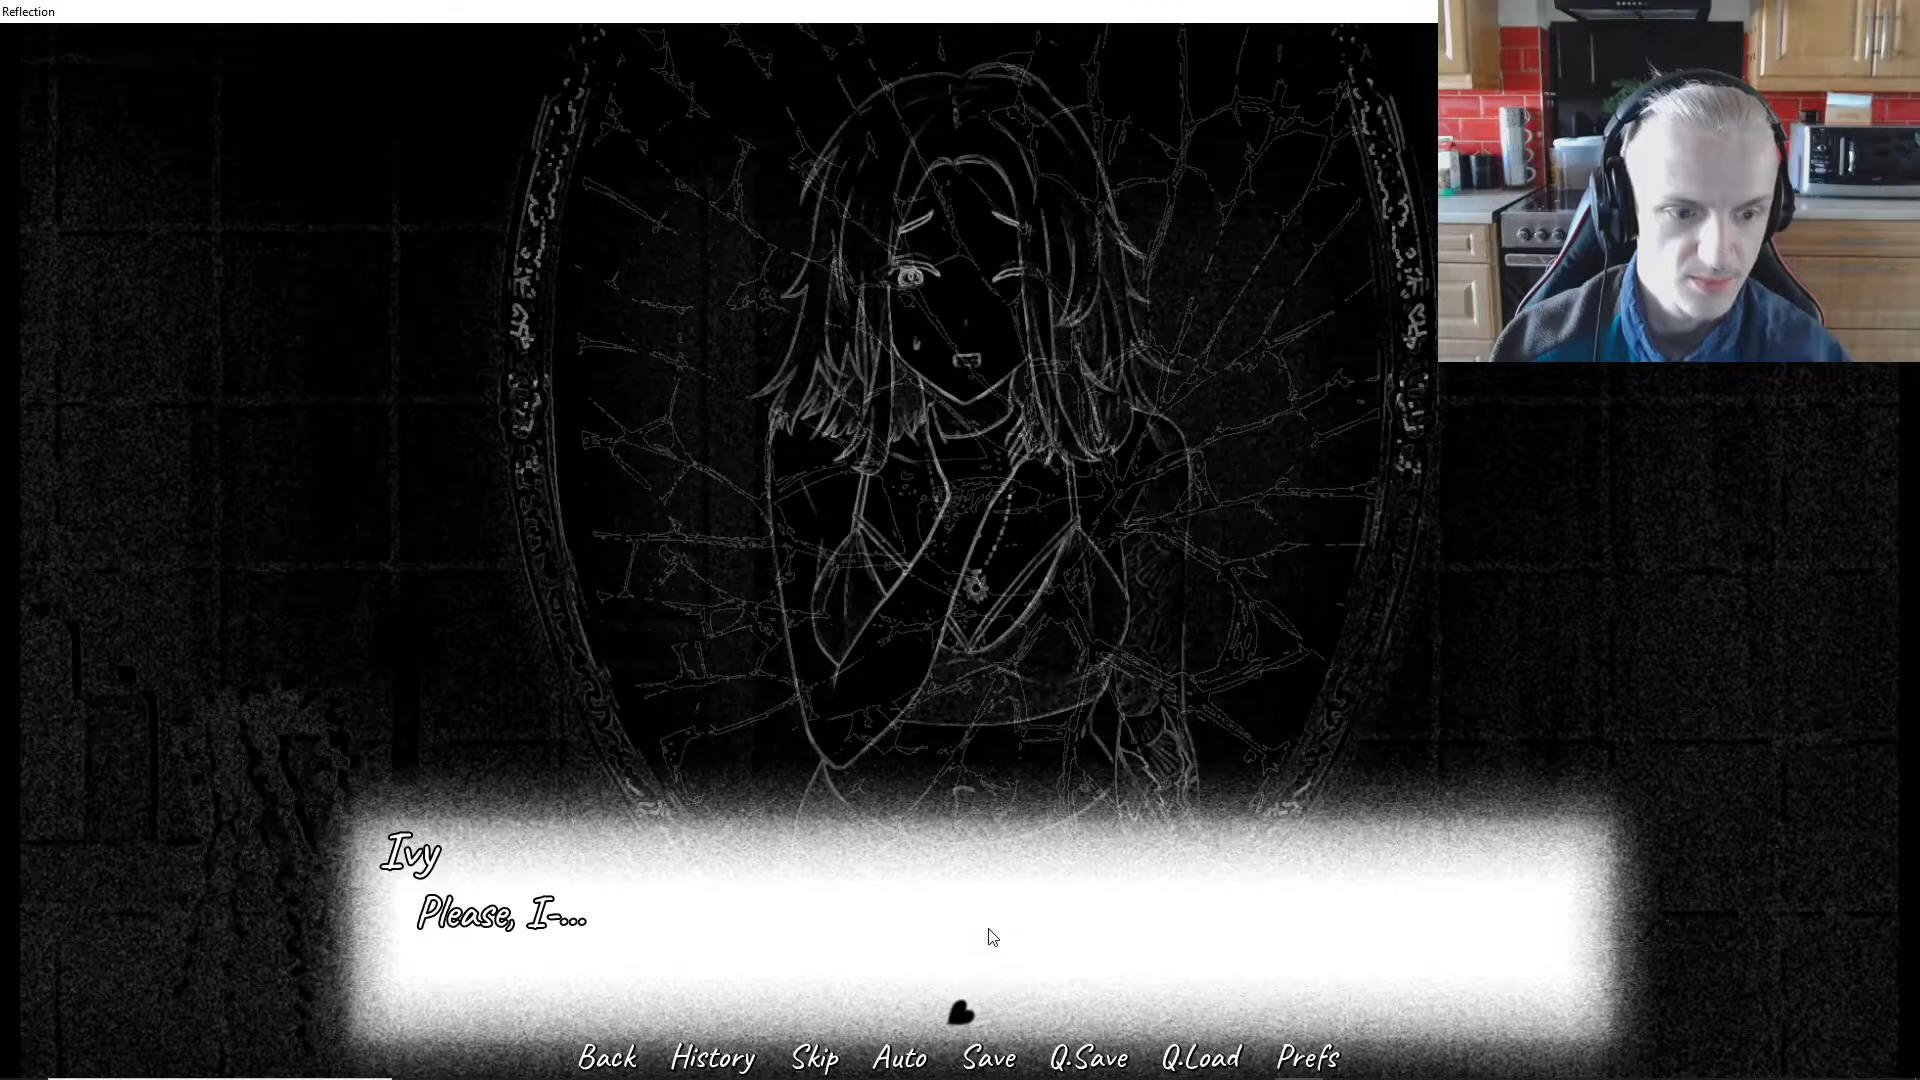 Reflection
Ivy
Please, I-...
Back History Skip Auto Save Q.Save Q.Load Prefs